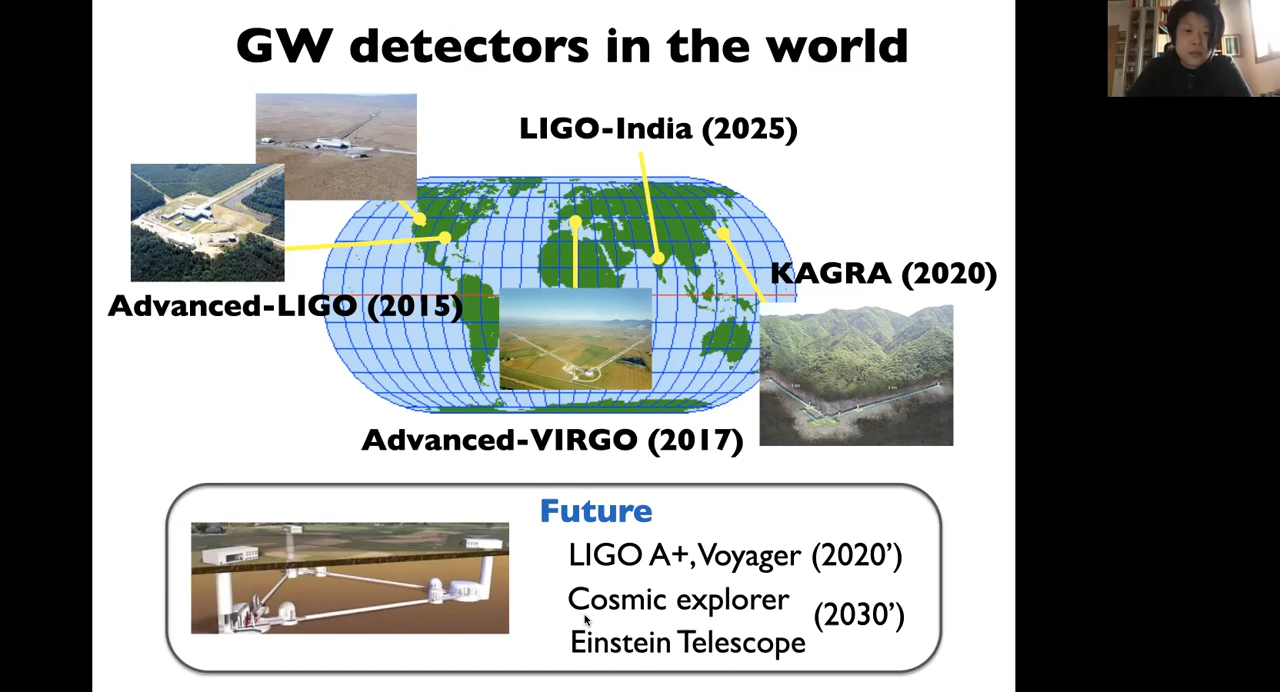 GW detectors in the world
LIGO-India (2025)
KAGRA (2020)
Advanced-LIGO (2015)
Advanced-VIRGO (2017)
Future
LIGO A+, Voyager (2020’)
Cosmic explorer
(2030’)
Einstein Telescope